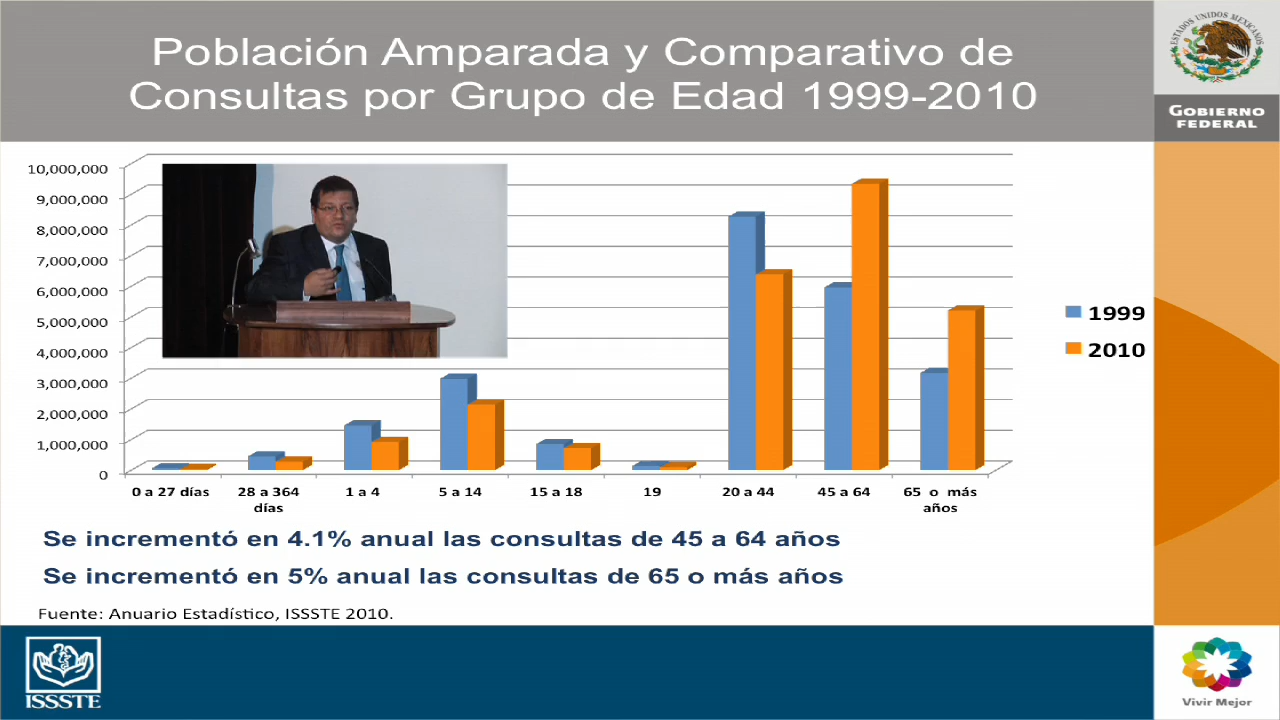 Población Amparada y Comparativo de
Consultas por Grupo de Edad 1999-2010
ESTADOS UNIDOS MEXICANOS
GOBIERNO
FEDERAL
10,000,000
9,000,000
8,000,000
7,000,000
6,000,000
5,000,000
4,000,000
3,000,000
2,000,000
1,000,000
0
0 a 27 días
28 a 364
días
1 a 4
5 a 14
15 a 18
19
20 a 44
45 a 64
65 o más
años
1999
2010
Se incrementó en 4.1% anual las consultas de 45 a 64 años
Se incrementó en 5% anual las consultas de 65 o más años
Fuente: Anuario Estadístico, ISSSTE 2010.
ISSSTE
Vivir Mejor